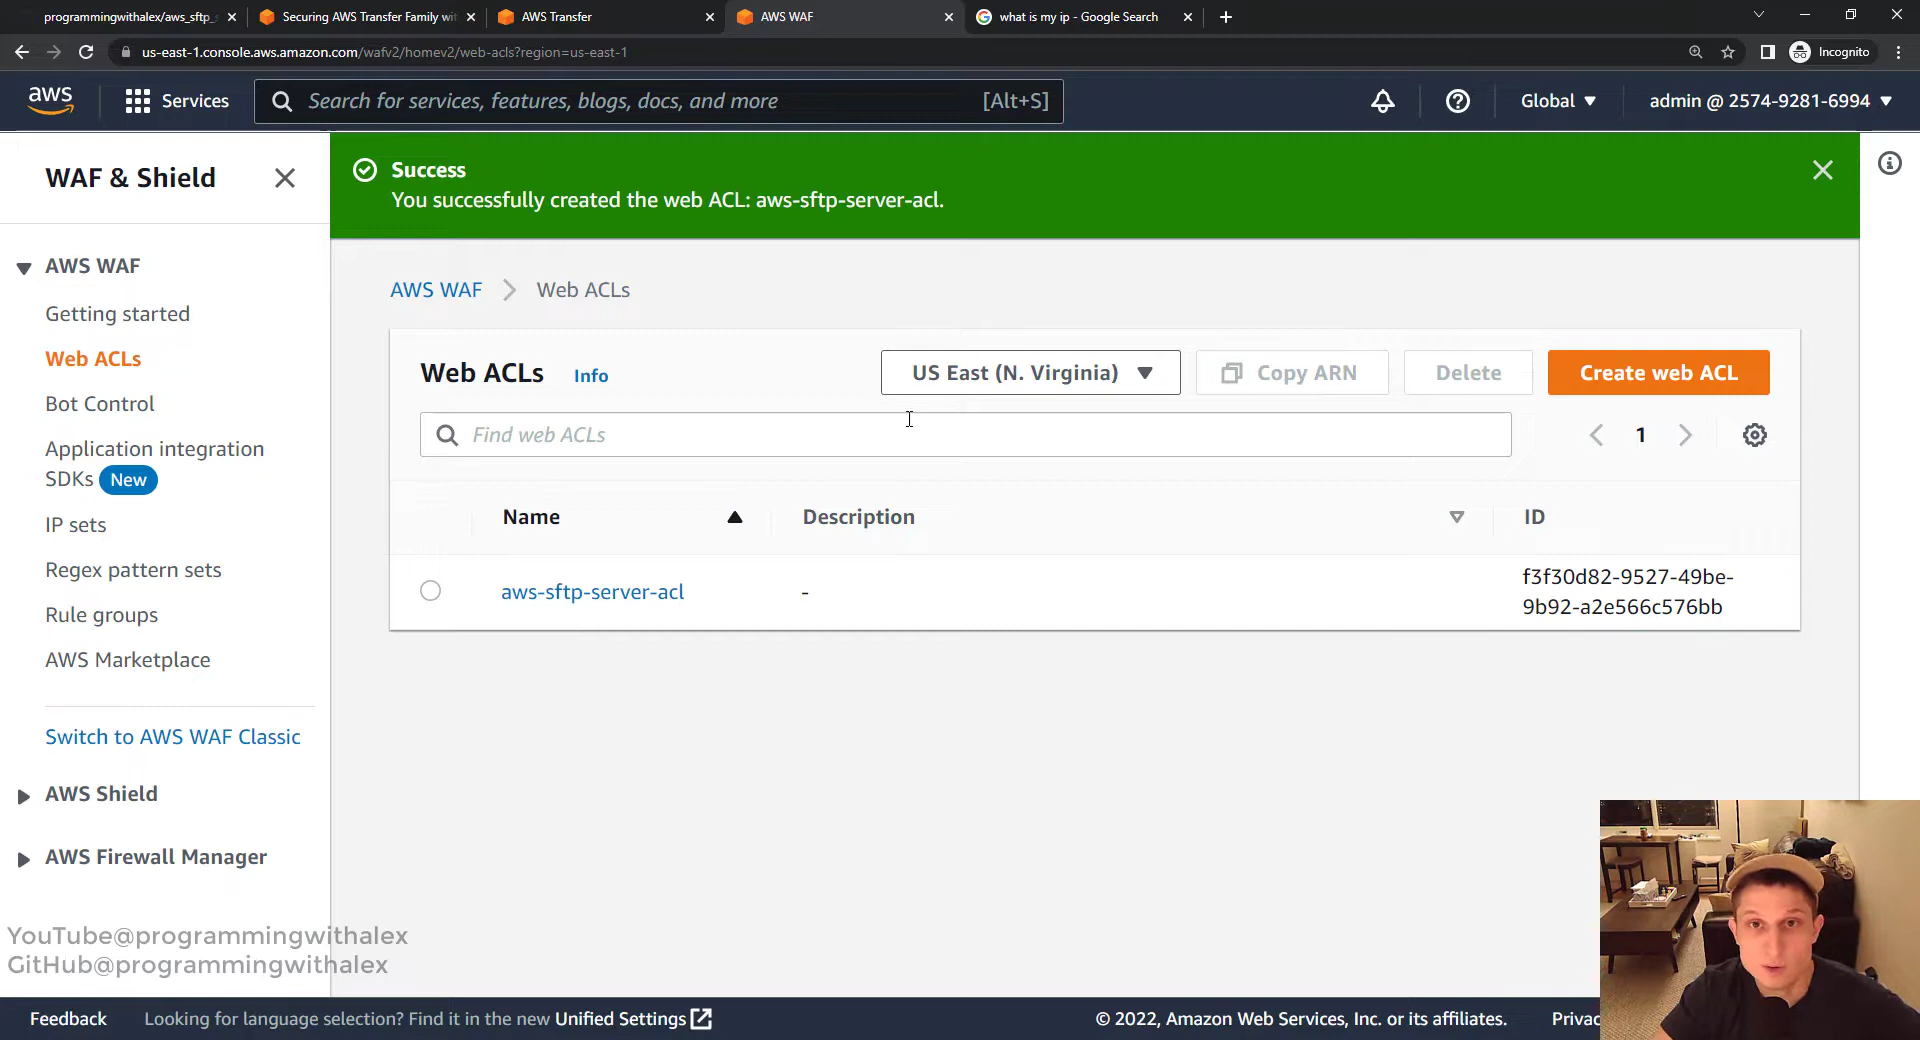 programmingwithalex/aws_sftp_s
Securing AWS Transfer Family wit
AWS Transfer
AWS WAF
what is my ip - Google Search
us-east-1.console.aws.amazon.com/wafv2/homev2/web-acls?region=us-east-1
Incognito
aws
Services
Search for services, features, blogs, docs, and more
[Alt+S]
Global
admin @ 2574-9281-6994
WAF & Shield
Success
You successfully created the web ACL: aws-sftp-server-acl.
AWS WAF
Getting started
Web ACLs
Bot Control
Application integration
SDKs New
IP sets
Regex pattern sets
Rule groups
AWS Marketplace
Switch to AWS WAF Classic
AWS Shield
AWS Firewall Manager
AWS WAF > Web ACLs
Web ACLs Info
US East (N. Virginia)
Copy ARN
Delete
Create web ACL
Find web ACLs
1
Name
Description
ID
aws-sftp-server-acl
-
f3f30d82-9527-49be-
9b92-a2e566c576bb
YouTube@programmingwithalex
GitHub@programmingwithalex
Feedback
Looking for language selection? Find it in the new Unified Settings
© 2022, Amazon Web Services, Inc. or its affiliates.
Privac